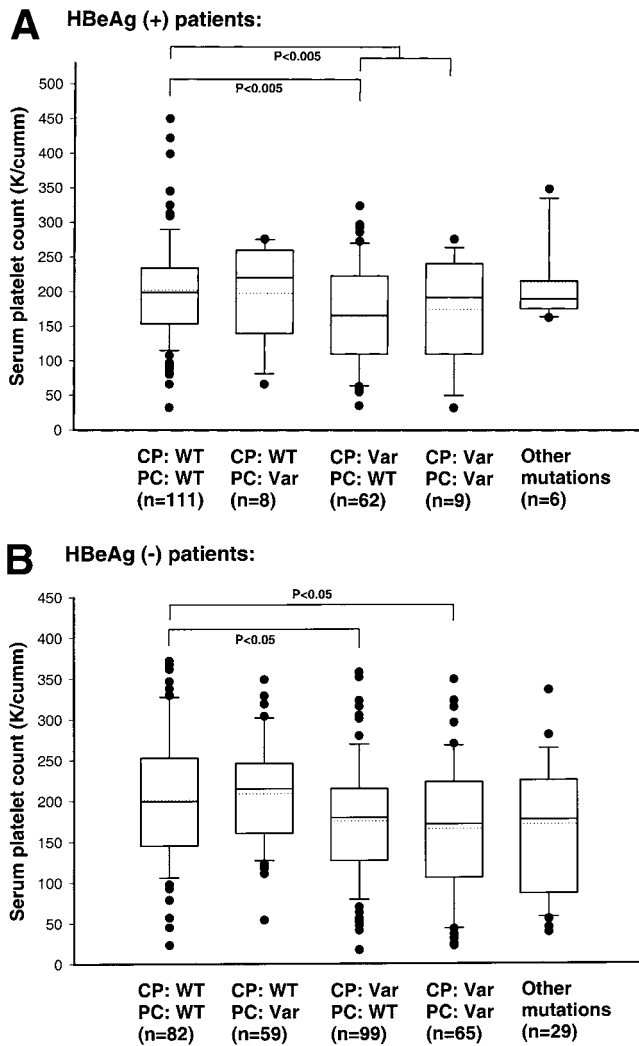 A HBeAg (+) patients:
P<0.005
P<0.005
Serum platelet count (K/cumm)
500
450
400
350
300
250
200
150
100
50
0
CP: WT CP: WT CP: Var CP: Var Other
PC: WT PC: Var PC: WT PC: Var mutations
(n=111) (n=8) (n=62) (n=9) (n=6)
B HBeAg (-) patients:
P<0.05
P<0.05
Serum platelet count (K/cumm)
450
400
350
300
250
200
150
100
50
0
CP: WT CP: WT CP: Var CP: Var Other
PC: WT PC: Var PC: WT PC: Var mutations
(n=82) (n=59) (n=99) (n=65) (n=29)